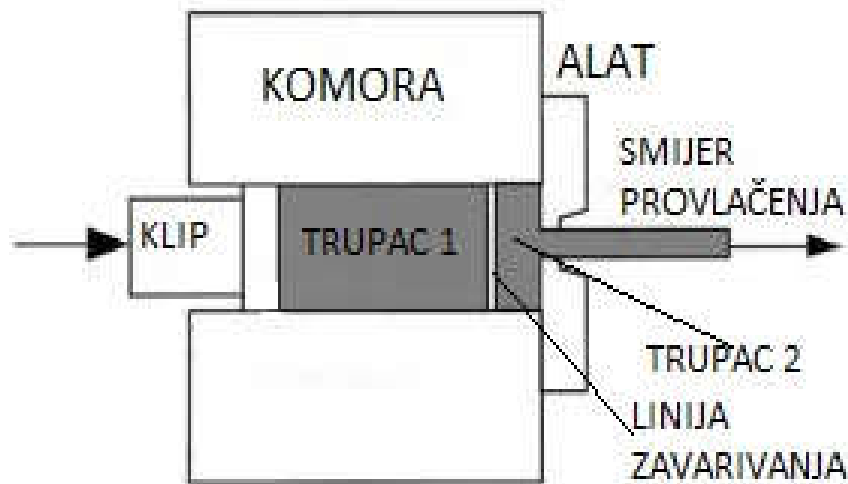 KOMORA
ALAT
SMIJER
PROVLAČENJA
KLIP
TRUPAC 1
TRUPAC 2
LINIJA
ZAVARIVANJA